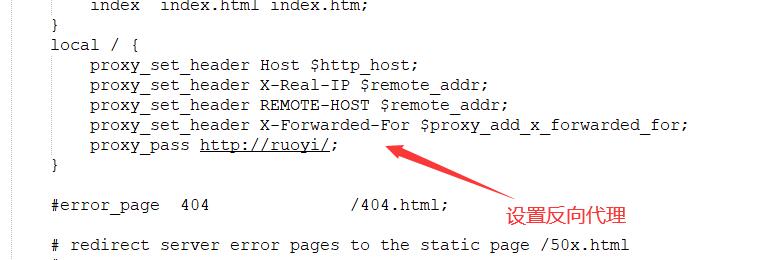 index  index.html index.htm;
}
local / {
proxy_set_header Host $http_host;
proxy_set_header X-Real-IP $remote_addr;
proxy_set_header REMOTE-HOST $remote_addr;
proxy_set_header X-Forwarded-For $proxy_add_x_forwarded_for;
proxy_pass http://ruoyi/;
}
#error_page  404              /404.html;
设置反向代理
# redirect server error pages to the static page /50x.html